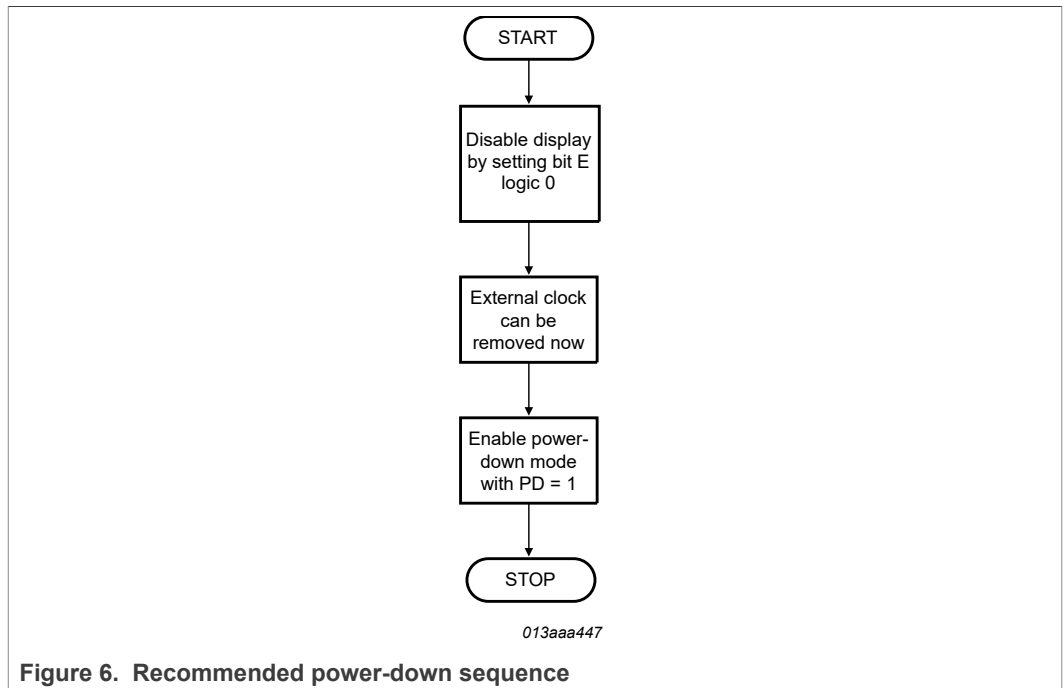 START
Disable display
by setting bit E
logic 0
External clock
can be
removed now
Enable power-
down mode
with PD = 1
STOP
013aaa447
Figure 6. Recommended power-down sequence